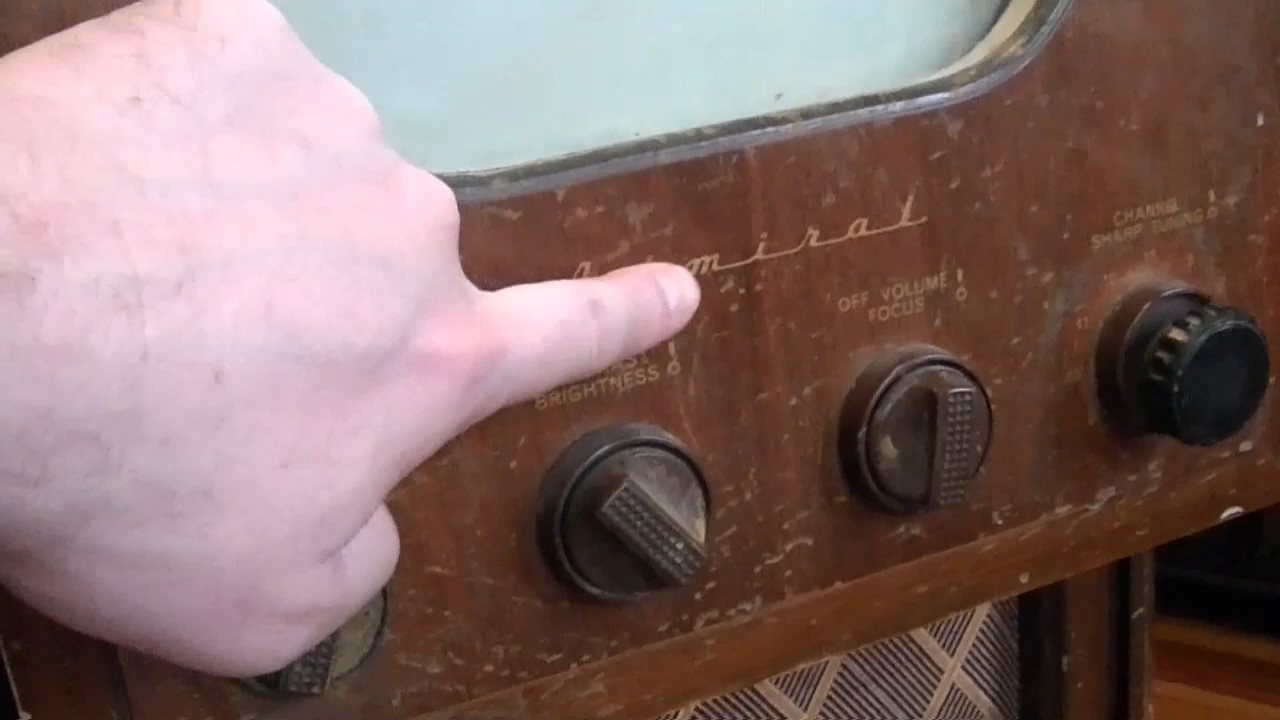 Admiral
BRIGHTNESS
OFF VOLUME
FOCUS
CHANNEL
SHARP TUNING